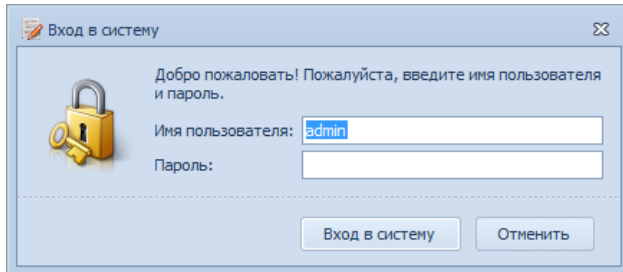 Вход в систему
Добро пожаловать! Пожалуйста, введите имя пользователя
и пароль.
Имя пользователя: admin
Пароль:
Вход в систему Отменить